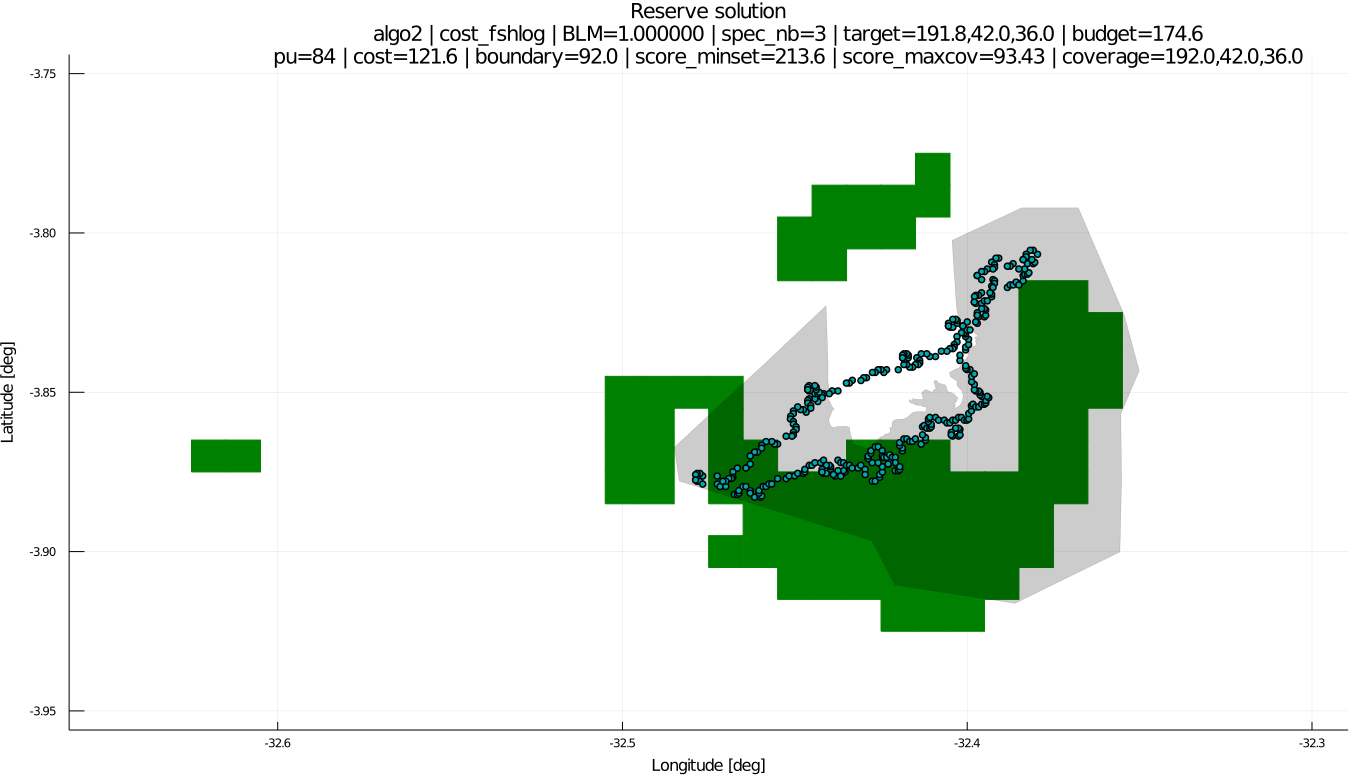 Reserve solution
algo2 | cost_fshlog | BLM=1.000000 | spec_nb=3 | target=191.8,42.0,36.0 | budget=174.6
pu=84 | cost=121.6 | boundary=92.0 | score_minset=213.6 | score_maxcov=93.43 | coverage=192.0,42.0,36.0
-3.75
-3.80
-3.85
-3.90
-3.95
Latitude [deg]
-32.6 -32.5 -32.4 -32.3
Longitude [deg]